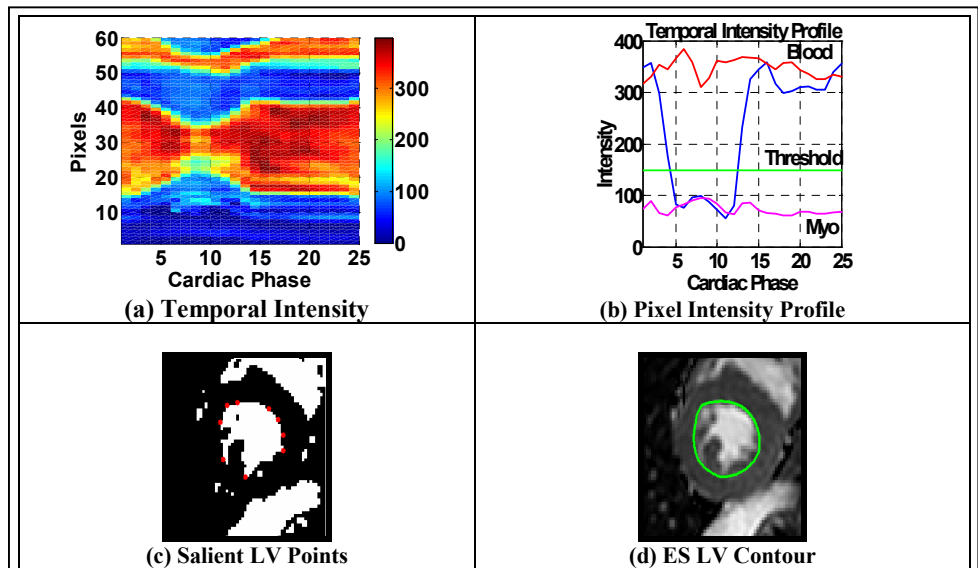 60
50
40
30
20
10
Pixels
5 10 15 20 25
Cardiac Phase
300
200
100
0
(a) Temporal Intensity
Temporal Intensity Profile
400
300
200
100
0
Intensity
Blood
Threshold
Myo
5 10 15 20 25
Cardiac Phase
(b) Pixel Intensity Profile
(c) Salient LV Points
(d) ES LV Contour